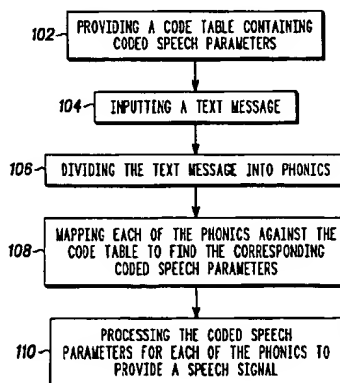 102 PROVIDING A CODE TABLE CONTAINING
CODED SPEECH PARAMETERS
104 INPUTTING A TEXT MESSAGE
106 DIVIDING THE TEXT MESSAGE INTO PHONICS
MAPPING EACH OF THE PHONICS AGAINST THE
108 CODE TABLE TO FIND THE CORRESPONDING
CODED SPEECH PARAMETERS
PROCESSING THE CODED SPEECH
110 PARAMETERS FOR EACH OF THE PHONICS TO
PROVIDE A SPEECH SIGNAL